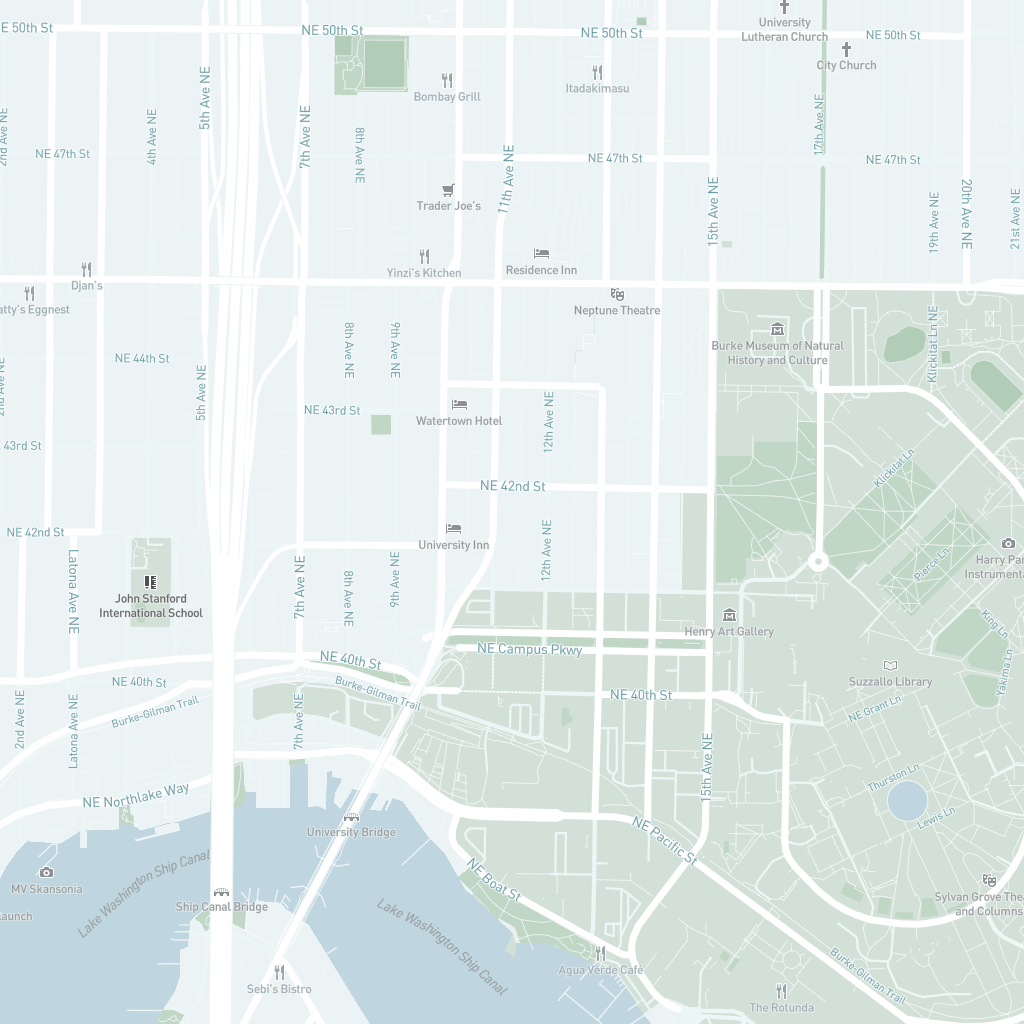 University
Lutheran Church
NE 50th St
NE 50th St
NE 50th St
NE 50th St
City Church
5th Ave NE
Bombay Grill
Itadakimasu
2nd Ave NE
4th Ave NE
7th Ave NE
17th Ave NE
8th Ave NE
NE 47th St
NE 47th St
NE 47th St
11th Ave NE
Trader Joe's
15th Ave NE
19th Ave NE
20th Ave NE
21st Ave NE
Yinzi's Kitchen
Residence Inn
Djan's
atty's Eggnest
Neptune Theatre
Burke Museum of Natural
History and Culture
Klickitat Ln NE
8th Ave NE
9th Ave NE
NE 44th St
2nd Ave NE
5th Ave NE
NE 43rd St
Watertown Hotel
12th Ave NE
43rd St
Klickitat Ln
NE 42nd St
NE 42nd St
University Inn
12th Ave NE
Harry Par
Instrumenta
Pierce Ln
Latona Ave NE
John Stanford
International School
7th Ave NE
8th Ave NE
9th Ave NE
Henry Art Gallery
King Ln
NE Campus Pkwy
NE 40th St
Yakima Ln
Suzzallo Library
NE 40th St
Burke-Gilman Trail
NE 40th St
2nd Ave NE
Latona Ave NE
Burke-Gilman Trail
7th Ave NE
NE Grant Ln
15th Ave NE
Thurston Ln
NE Northlake Way
Lewis Ln
University Bridge
NE Pacific St
MV Skansonia
Lake Washington Ship Canal
NE Boat St
Sylvan Grove Thea
and Columns
Ship Canal Bridge
aunch
Lake Washington Ship Canal
Agua Verde Café
Burke-Gilman Trail
Sebi's Bistro
The Rotunda